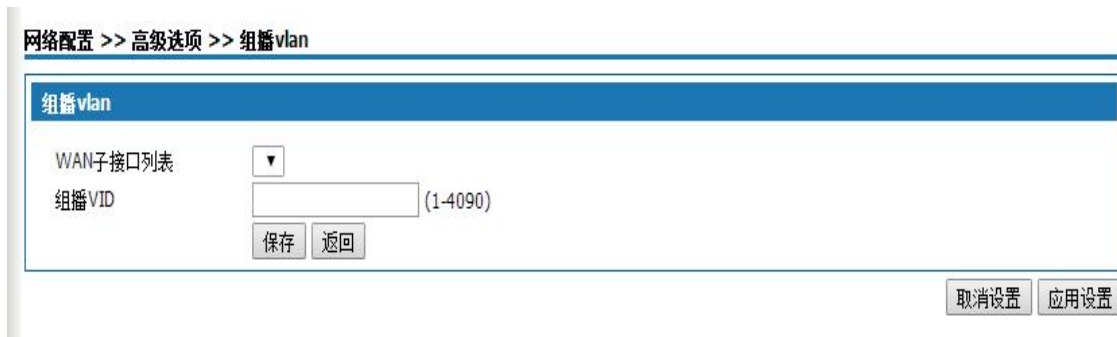 网络配置 >> 高级选项 >> 组播vlan
组播vlan
WAN子接口列表
组播VID (1-4090)
保存 返回
取消设置 应用设置